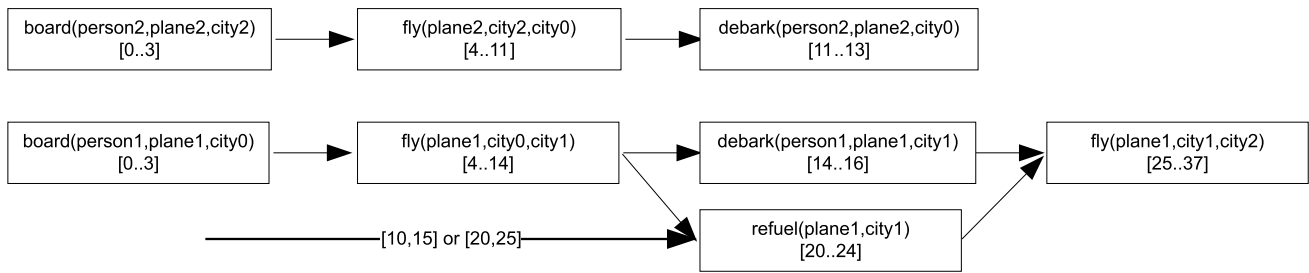 board(person2,plane2,city2)
[0..3]
fly(plane2,city2,city0)
[4..11]
debark(person2,plane2,city0)
[11..13]
board(person1,plane1,city0)
[0..3]
fly(plane1,city0,city1)
[4..14]
debark(person1,plane1,city1)
[14..16]
fly(plane1,city1,city2)
[25..37]
[10,15] or [20,25]
refuel(plane1,city1)
[20..24]